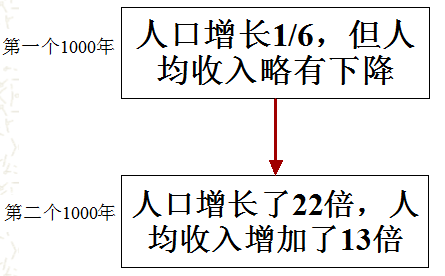 第一个1000年
人口增长1/6，但人
均收入略有下降
第二个1000年
人口增长了22倍，人
均收入增加了13倍